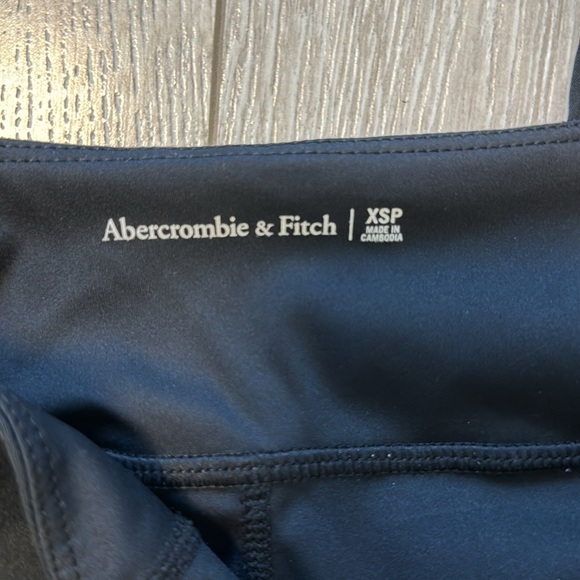 Abercrombie & Fitch | XSP
MADE IN
CAMBODIA